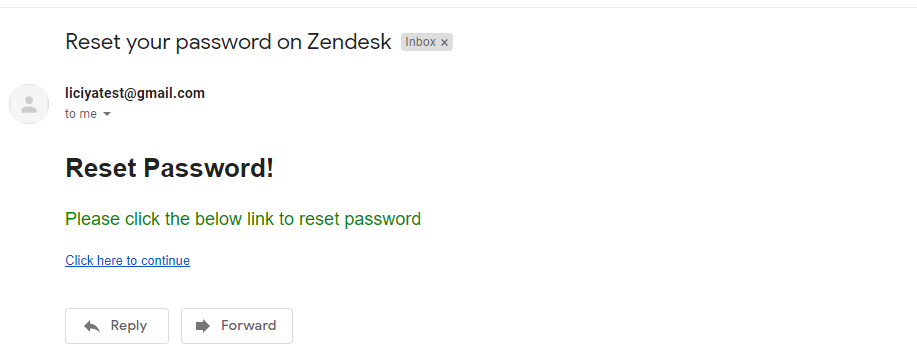 Reset your password on Zendesk Inbox ×
liciyatest@gmail.com
to me
Reset Password!
Please click the below link to reset password
Click here to continue
Reply Forward